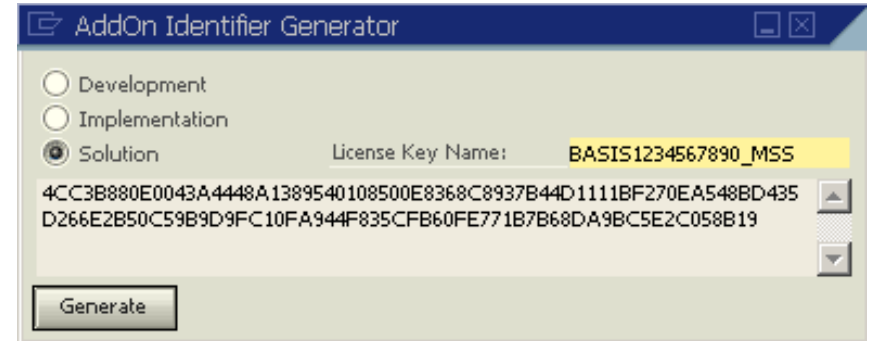 AddOn Identifier Generator
Development
Implementation
Solution License Key Name: BASIS1234567890_MSS
4CC3B880E0043A4448A1389540108500E8368C8937B44D1111BF270EA548BD435
D266E2B50C59B9D9FC10FA944F835CFB60FE771B7B68DA9BC5E2C058B19
Generate